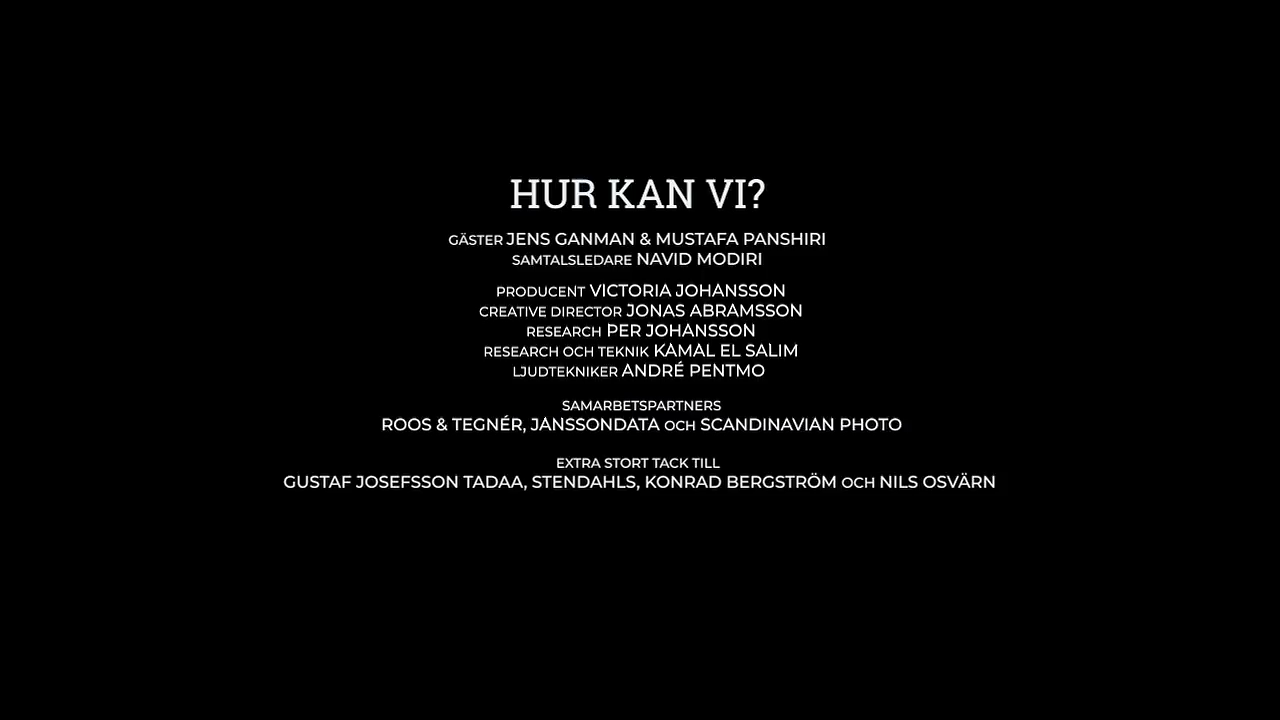 HUR KAN VI?
GÄSTER JENS GANMAN & MUSTAFA PANSHIRI
SAMTALSLEDARE NAVID MODIRI
PRODUCENT VICTORIA JOHANSSON
CREATIVE DIRECTOR JONAS ABRAMSSON
RESEARCH PER JOHANSSON
RESEARCH OCH TEKNIK KAMAL EL SALIM
LJUDTEKNIKER ANDRÉ PENTMO
SAMARBETSPARTNERS
ROOS & TEGNÉR, JANSSONDATA OCH SCANDINAVIAN PHOTO
EXTRA STORT TACK TILL
GUSTAF JOSEFSSON TADAA, STENDAHLS, KONRAD BERGSTRÖM OCH NILS OSVÄRN